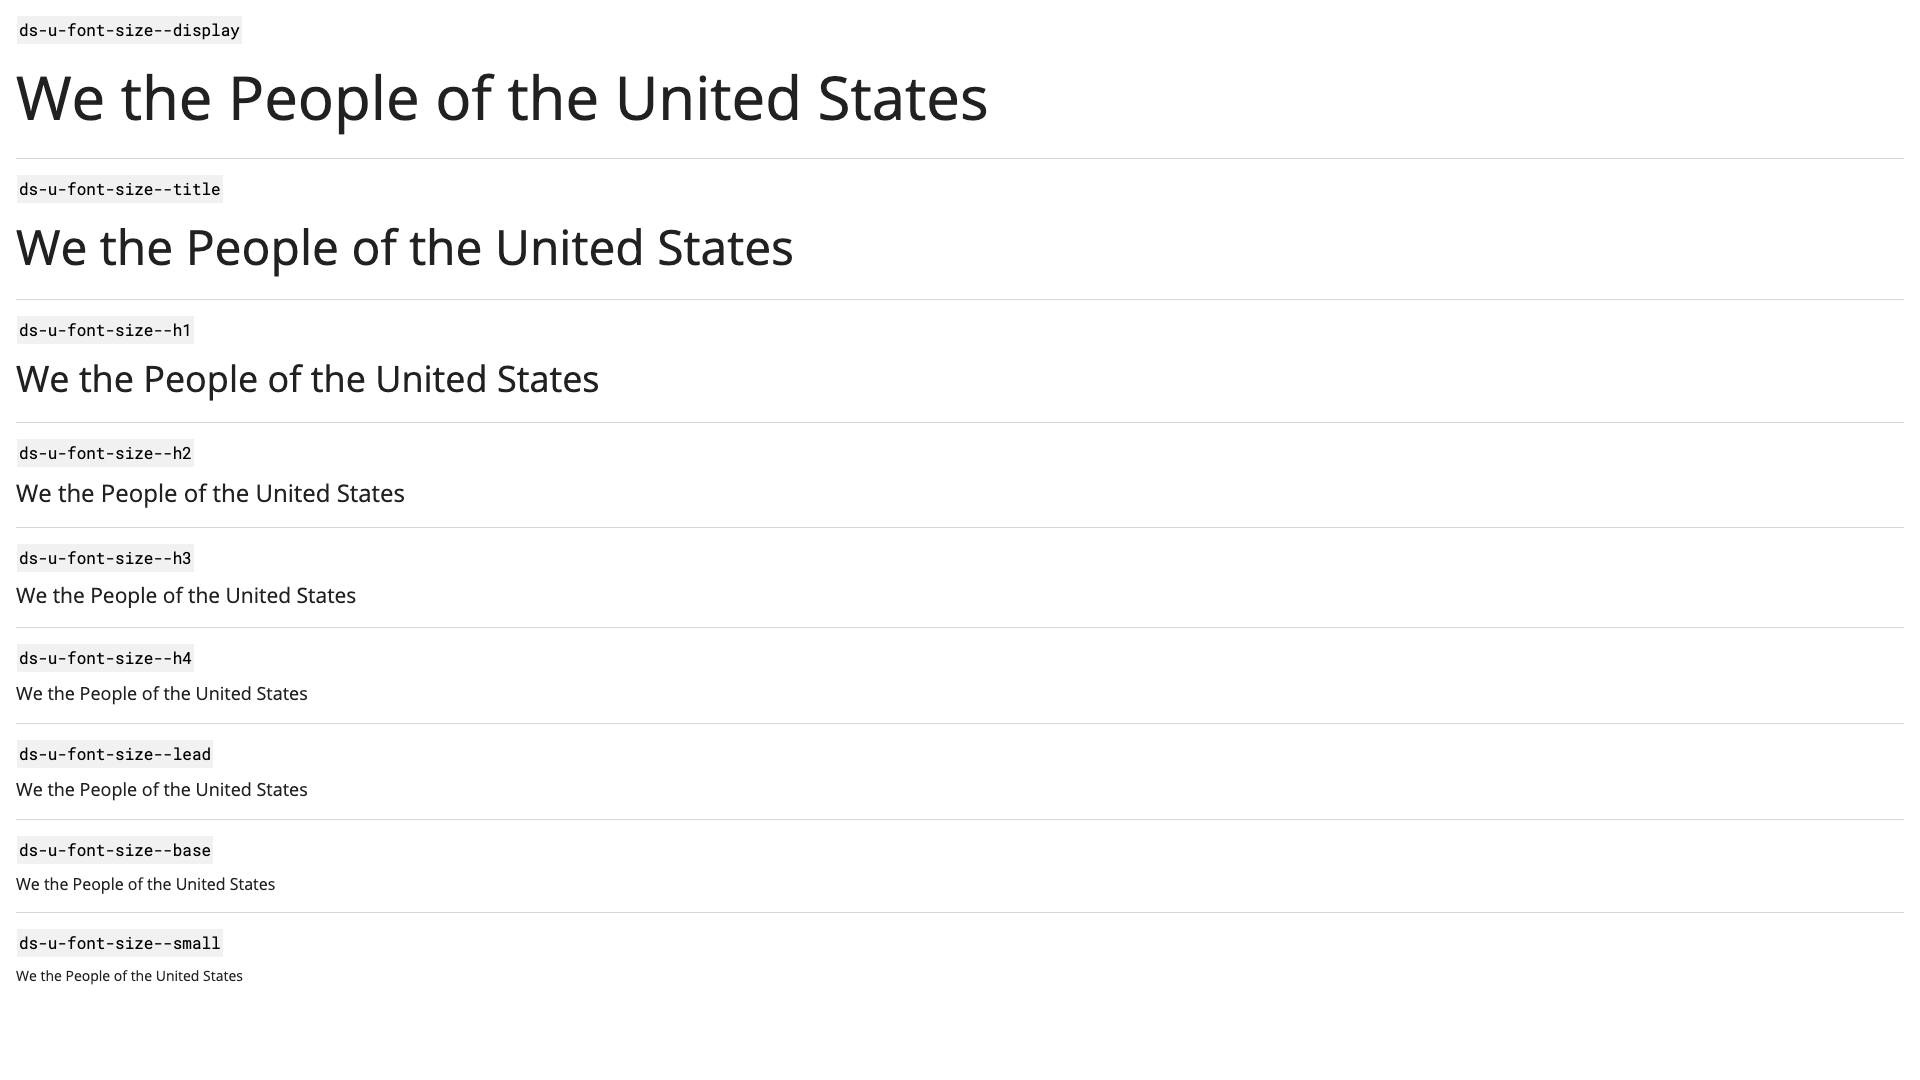 ds-u-font-size--display
We the People of the United States
ds-u-font-size--title
We the People of the United States
ds-u-font-size--h1
We the People of the United States
ds-u-font-size--h2
We the People of the United States
ds-u-font-size--h3
We the People of the United States
ds-u-font-size--h4
We the People of the United States
ds-u-font-size--lead
We the People of the United States
ds-u-font-size--base
We the People of the United States
ds-u-font-size--small
We the People of the United States